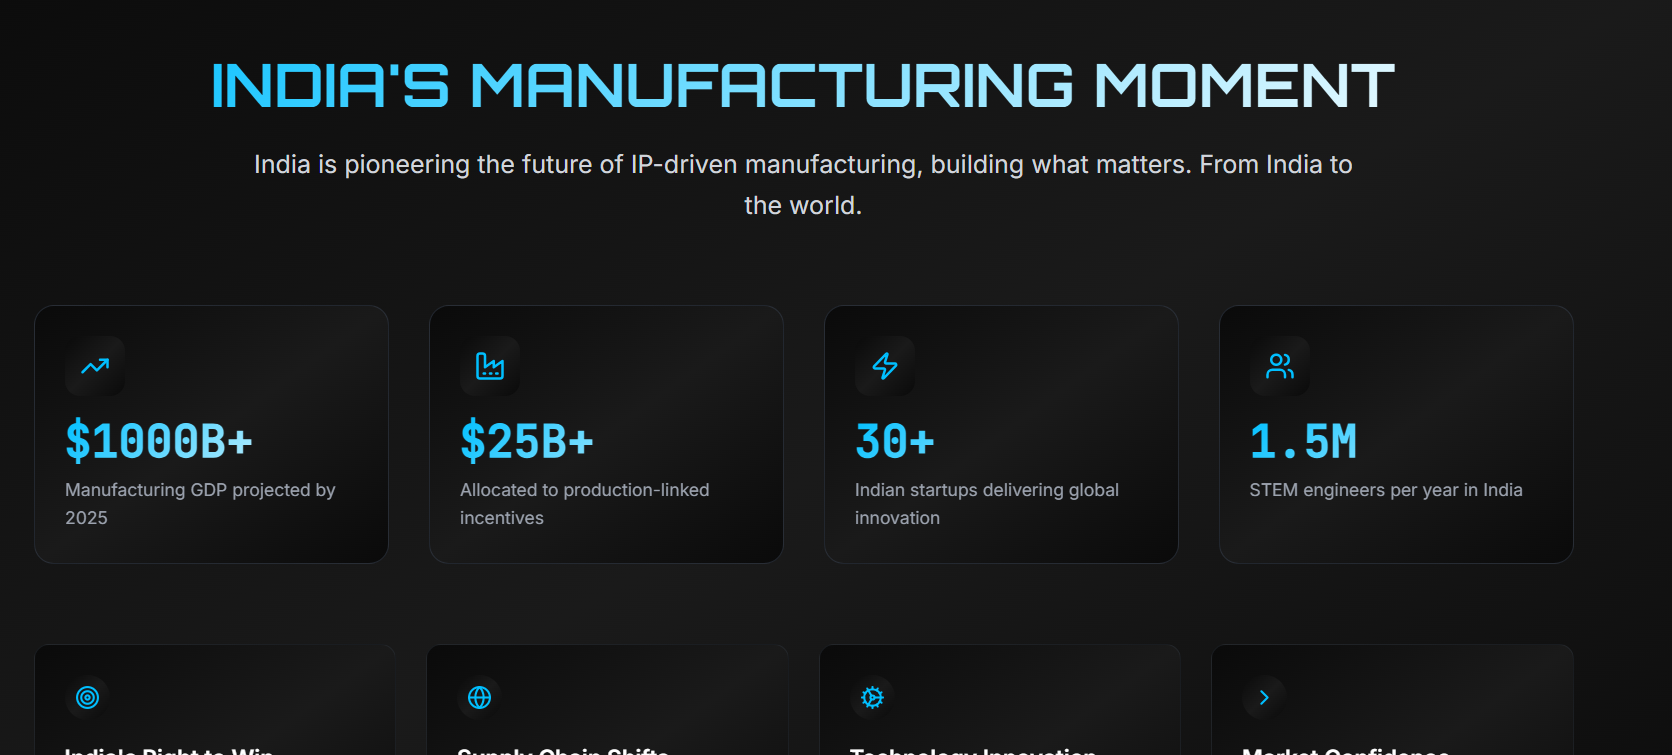 INDIA'S MANUFACTURING MOMENT
India is pioneering the future of IP-driven manufacturing, building what matters. From India to
the world.
$1000B+
Manufacturing GDP projected by
2025
$25B+
Allocated to production-linked
incentives
30+
Indian startups delivering global
innovation
1.5M
STEM engineers per year in India
India's Right to Win
Supply Chain Shifts
Technology Innovation
Market Confidence